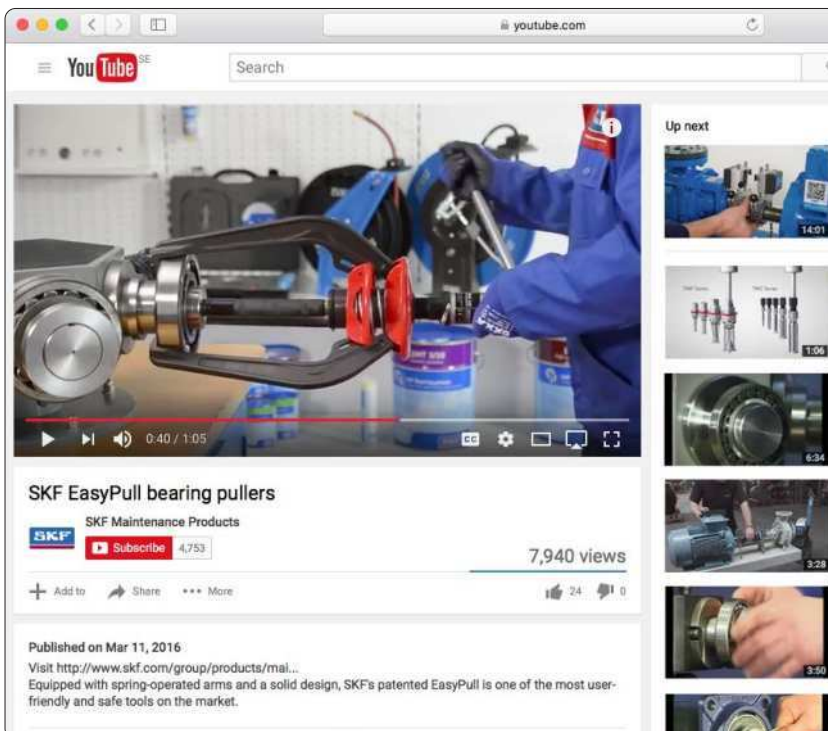 youtube.com
YouTube SE
Search
Up next
14:01
1:06
6:34
3:28
3:50
0:40 / 1:05
CC
SKF EasyPull bearing pullers
SKF
SKF Maintenance Products
Subscribe 4,753
7,940 views
Add to Share More
24 0
Published on Mar 11, 2016
Visit http://www.skf.com/group/products/mai...
Equipped with spring-operated arms and a solid design, SKF's patented EasyPull is one of the most user-
friendly and safe tools on the market.